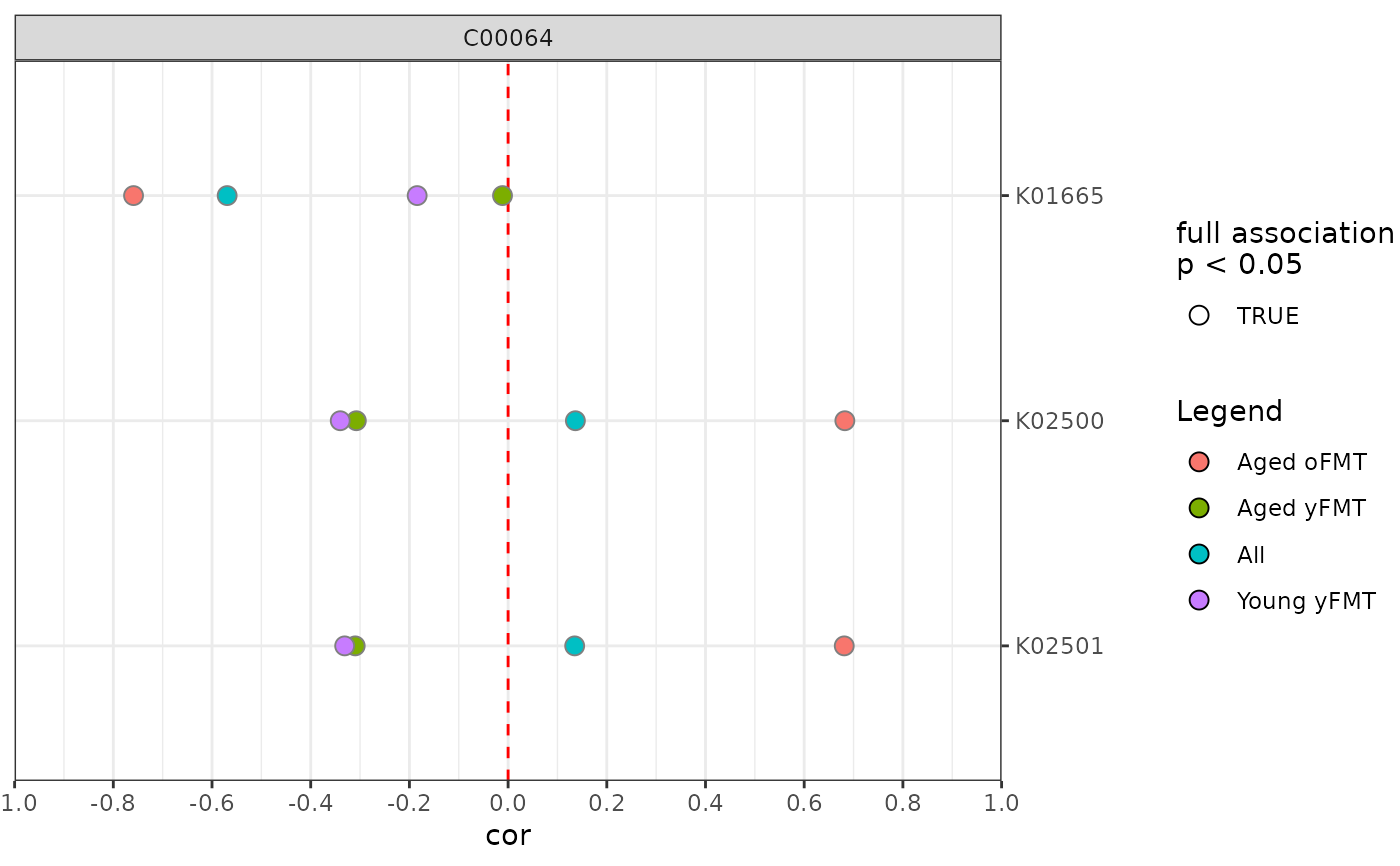 C00064
K01665
K02500
K02501
1.0 -0.8 -0.6 -0.4 -0.2 0.0 0.2 0.4 0.6 0.8 1.0
cor
full association
p < 0.05
TRUE
Legend
Aged oFMT
Aged yFMT
All
Young yFMT